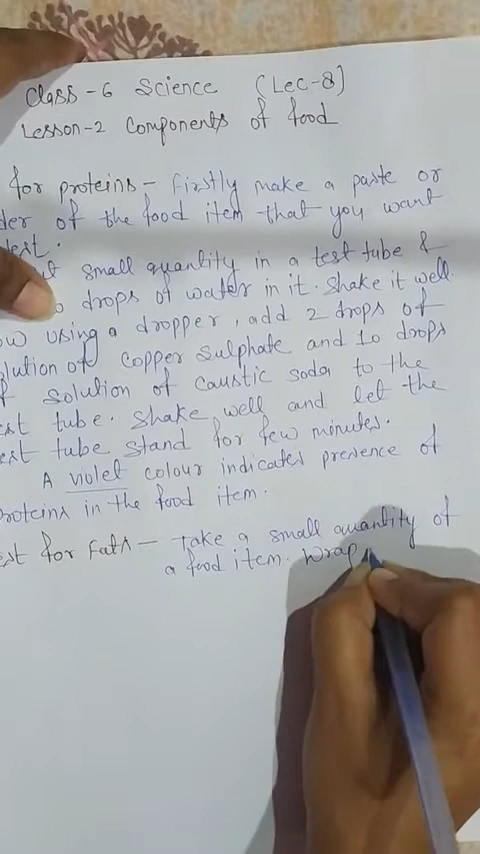 Class-6 Science (Lec-8)
Lesson-2 Components of food
for proteins- Firstly make a paste or
der of the food item that you want
test.
small quantity in a test tube &
drops of water in it. Shake it well.
ow using a dropper, add 2 drops of
lution of copper sulphate and 10 drops
f solution of caustic soda to the
est tube. Shake well and let the
est tube stand for few minutes.
A violet colour indicates presence of
proteins in the food item.
est for Fats- Take a small quantity of
a food item. Wrap